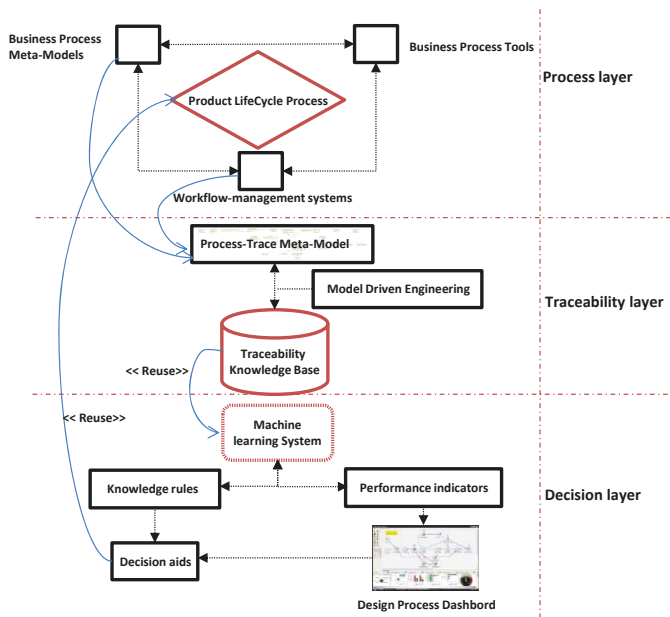 Business Process
Meta-Models
Business Process Tools
Process layer
Product LifeCycle Process
Workflow-management systems
Process-Trace Meta-Model
Model Driven Engineering
Traceability layer
Traceability
Knowledge Base
<< Reuse>>
<< Reuse>>
Machine
learning System
Knowledge rules
Performance indicators
Decision layer
Decision aids
Design Process Dashbord